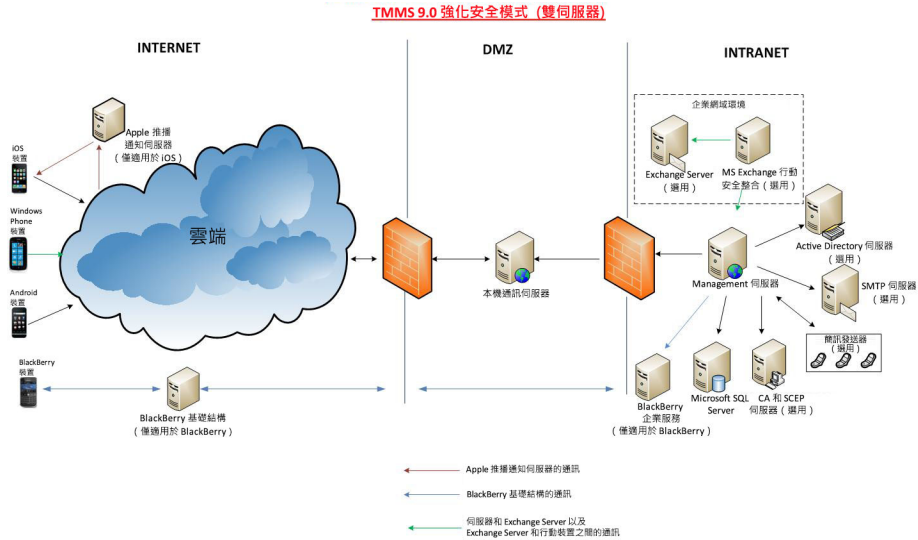 TMMS 9.0 強化安全模式 (雙伺服器)
INTERNET
DMZ
INTRANET
企業網域環境
Apple 推播
通知伺服器
(僅適用於 iOS)
iOS
裝置
Exchange Server
(選用)
MS Exchange 行動
安全整合 (選用)
Windows
Phone
裝置
雲端
Active Directory 伺服器
(選用)
本機通訊伺服器
Management 伺服器
SMTP 伺服器
(選用)
Android
裝置
簡訊發送器
(選用)
BlackBerry
裝置
BlackBerry 基礎結構
(僅適用於 BlackBerry)
BlackBerry
企業服務
(僅適用於 BlackBerry)
Microsoft SQL
Server
CA 和 SCEP
伺服器 (選用)
Apple 推播通知伺服器的通訊
BlackBerry 基礎結構的通訊
伺服器和 Exchange Server 以及
Exchange Server 和行動裝置之間的通訊